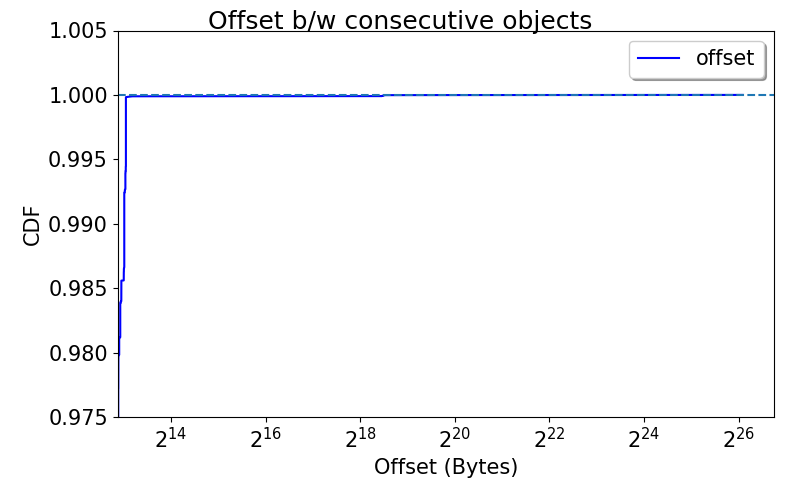 Offset b/w consecutive objects
1.005
1.000
0.995
0.990
0.985
0.980
0.975
CDF
offset
2^14 2^16 2^18 2^20 2^22 2^24 2^26
Offset (Bytes)